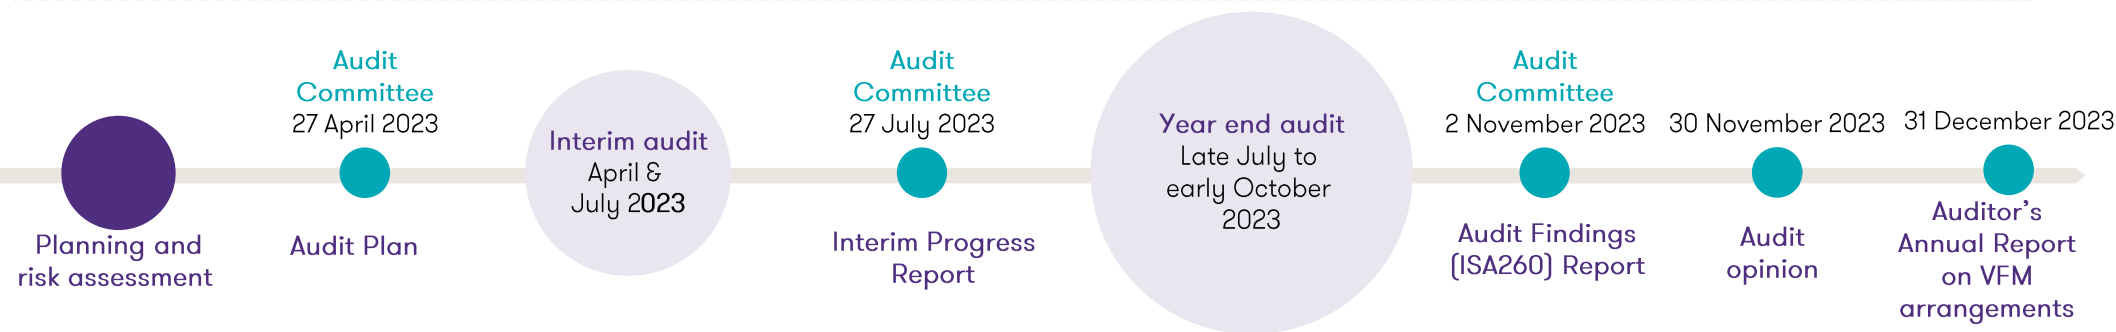 Planning and
risk assessment
Audit
Committee
27 April 2023
Audit Plan
Interim audit
April &
July 2023
Audit
Committee
27 July 2023
Interim Progress
Report
Year end audit
Late July to
early October
2023
Audit
Committee
2 November 2023
Audit Findings
(ISA260) Report
30 November 2023
Audit
opinion
31 December 2023
Auditor’s
Annual Report
on VFM
arrangements